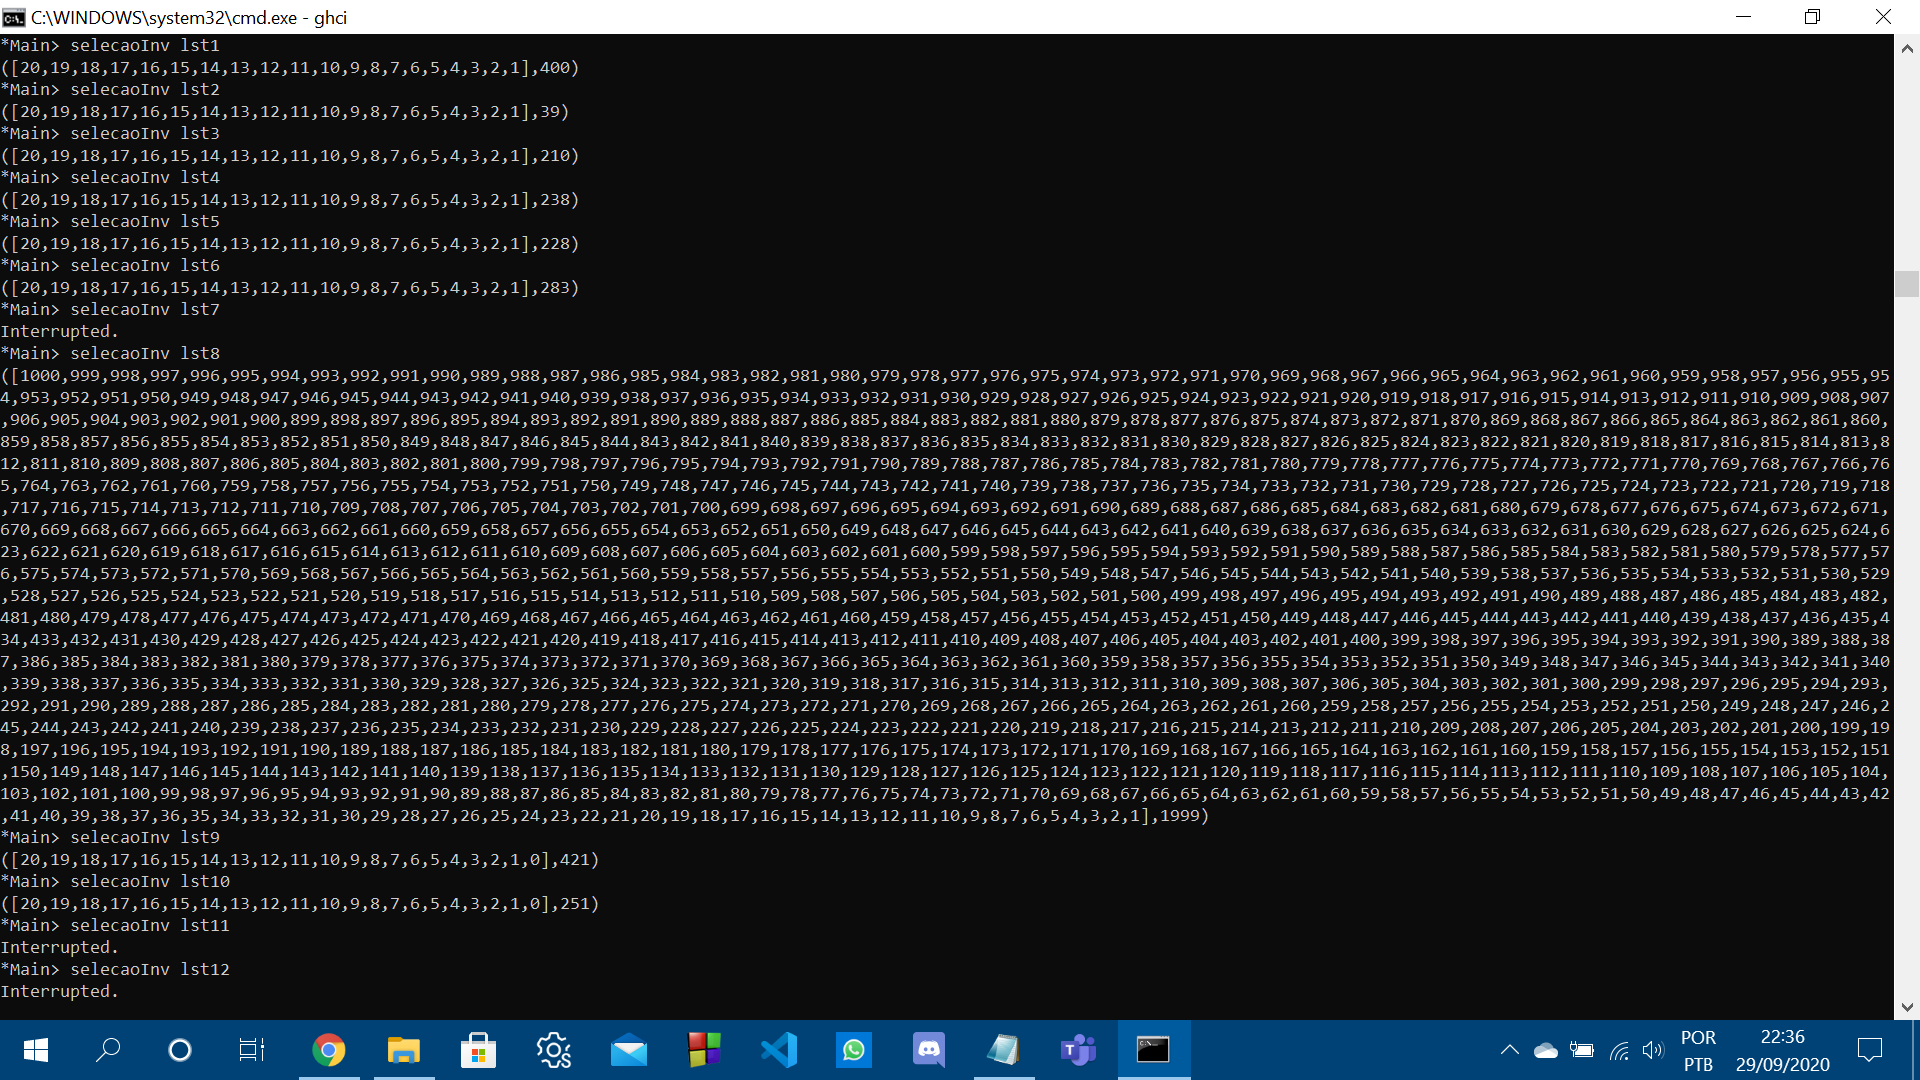 C:\WINDOWS\system32\cmd.exe - ghci
*Main> selecaoInv lst1
([20,19,18,17,16,15,14,13,12,11,10,9,8,7,6,5,4,3,2,1],400)
*Main> selecaoInv lst2
([20,19,18,17,16,15,14,13,12,11,10,9,8,7,6,5,4,3,2,1],39)
*Main> selecaoInv lst3
([20,19,18,17,16,15,14,13,12,11,10,9,8,7,6,5,4,3,2,1],210)
*Main> selecaoInv lst4
([20,19,18,17,16,15,14,13,12,11,10,9,8,7,6,5,4,3,2,1],238)
*Main> selecaoInv lst5
([20,19,18,17,16,15,14,13,12,11,10,9,8,7,6,5,4,3,2,1],228)
*Main> selecaoInv lst6
([20,19,18,17,16,15,14,13,12,11,10,9,8,7,6,5,4,3,2,1],283)
*Main> selecaoInv lst7
Interrupted.
*Main> selecaoInv lst8
([1000,999,998,997,996,995,994,993,992,991,990,989,988,987,986,985,984,983,982,981,980,979,978,977,976,975,974,973,972,971,970,969,968,967,966,965,964,963,962,961,960,959,958,957,956,955,95
4,953,952,951,950,949,948,947,946,945,944,943,942,941,940,939,938,937,936,935,934,933,932,931,930,929,928,927,926,925,924,923,922,921,920,919,918,917,916,915,914,913,912,911,910,909,908,907
,906,905,904,903,902,901,900,899,898,897,896,895,894,893,892,891,890,889,888,887,886,885,884,883,882,881,880,879,878,877,876,875,874,873,872,871,870,869,868,867,866,865,864,863,862,861,860,
859,858,857,856,855,854,853,852,851,850,849,848,847,846,845,844,843,842,841,840,839,838,837,836,835,834,833,832,831,830,829,828,827,826,825,824,823,822,821,820,819,818,817,816,815,814,813,8
12,811,810,809,808,807,806,805,804,803,802,801,800,799,798,797,796,795,794,793,792,791,790,789,788,787,786,785,784,783,782,781,780,779,778,777,776,775,774,773,772,771,770,769,768,767,766,76
5,764,763,762,761,760,759,758,757,756,755,754,753,752,751,750,749,748,747,746,745,744,743,742,741,740,739,738,737,736,735,734,733,732,731,730,729,728,727,726,725,724,723,722,721,720,719,718
,717,716,715,714,713,712,711,710,709,708,707,706,705,704,703,702,701,700,699,698,697,696,695,694,693,692,691,690,689,688,687,686,685,684,683,682,681,680,679,678,677,676,675,674,673,672,671,
670,669,668,667,666,665,664,663,662,661,660,659,658,657,656,655,654,653,652,651,650,649,648,647,646,645,644,643,642,641,640,639,638,637,636,635,634,633,632,631,630,629,628,627,626,625,624,6
23,622,621,620,619,618,617,616,615,614,613,612,611,610,609,608,607,606,605,604,603,602,601,600,599,598,597,596,595,594,593,592,591,590,589,588,587,586,585,584,583,582,581,580,579,578,577,57
6,575,574,573,572,571,570,569,568,567,566,565,564,563,562,561,560,559,558,557,556,555,554,553,552,551,550,549,548,547,546,545,544,543,542,541,540,539,538,537,536,535,534,533,532,531,530,529
,528,527,526,525,524,523,522,521,520,519,518,517,516,515,514,513,512,511,510,509,508,507,506,505,504,503,502,501,500,499,498,497,496,495,494,493,492,491,490,489,488,487,486,485,484,483,482,
481,480,479,478,477,476,475,474,473,472,471,470,469,468,467,466,465,464,463,462,461,460,459,458,457,456,455,454,453,452,451,450,449,448,447,446,445,444,443,442,441,440,439,438,437,436,435,4
34,433,432,431,430,429,428,427,426,425,424,423,422,421,420,419,418,417,416,415,414,413,412,411,410,409,408,407,406,405,404,403,402,401,400,399,398,397,396,395,394,393,392,391,390,389,388,38
7,386,385,384,383,382,381,380,379,378,377,376,375,374,373,372,371,370,369,368,367,366,365,364,363,362,361,360,359,358,357,356,355,354,353,352,351,350,349,348,347,346,345,344,343,342,341,340
,339,338,337,336,335,334,333,332,331,330,329,328,327,326,325,324,323,322,321,320,319,318,317,316,315,314,313,312,311,310,309,308,307,306,305,304,303,302,301,300,299,298,297,296,295,294,293,
292,291,290,289,288,287,286,285,284,283,282,281,280,279,278,277,276,275,274,273,272,271,270,269,268,267,266,265,264,263,262,261,260,259,258,257,256,255,254,253,252,251,250,249,248,247,246,2
45,244,243,242,241,240,239,238,237,236,235,234,233,232,231,230,229,228,227,226,225,224,223,222,221,220,219,218,217,216,215,214,213,212,211,210,209,208,207,206,205,204,203,202,201,200,199,19
8,197,196,195,194,193,192,191,190,189,188,187,186,185,184,183,182,181,180,179,178,177,176,175,174,173,172,171,170,169,168,167,166,165,164,163,162,161,160,159,158,157,156,155,154,153,152,151
,150,149,148,147,146,145,144,143,142,141,140,139,138,137,136,135,134,133,132,131,130,129,128,127,126,125,124,123,122,121,120,119,118,117,116,115,114,113,112,111,110,109,108,107,106,105,104,
103,102,101,100,99,98,97,96,95,94,93,92,91,90,89,88,87,86,85,84,83,82,81,80,79,78,77,76,75,74,73,72,71,70,69,68,67,66,65,64,63,62,61,60,59,58,57,56,55,54,53,52,51,50,49,48,47,46,45,44,43,42
,41,40,39,38,37,36,35,34,33,32,31,30,29,28,27,26,25,24,23,22,21,20,19,18,17,16,15,14,13,12,11,10,9,8,7,6,5,4,3,2,1],1999)
*Main> selecaoInv lst9
([20,19,18,17,16,15,14,13,12,11,10,9,8,7,6,5,4,3,2,1,0],421)
*Main> selecaoInv lst10
([20,19,18,17,16,15,14,13,12,11,10,9,8,7,6,5,4,3,2,1,0],251)
*Main> selecaoInv lst11
Interrupted.
*Main> selecaoInv lst12
Interrupted.
POR
PTB
22:36
29/09/2020